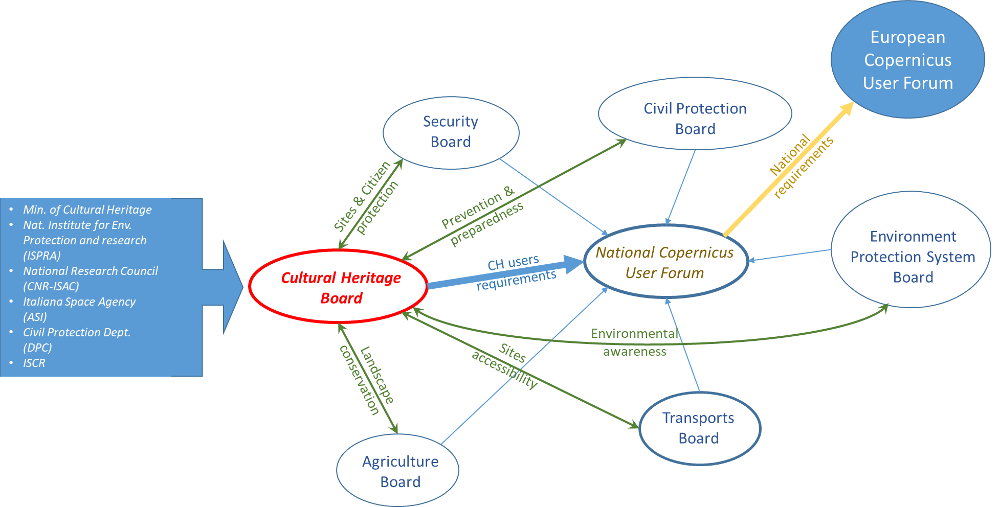 European
Copernicus
User Forum
Civil Protection
Board
Security
Board
National
requirements
Sites & Citizen
protection
Prevention &
preparedness
• Min. of Cultural Heritage
• Nat. Institute for Env.
Protection and research
(ISPRA)
• National Research Council
(CNR-ISAC)
• Italiana Space Agency
(ASI)
• Civil Protection Dept.
(DPC)
• ISCR
Cultural Heritage
Board
CH users
requirements
National Copernicus
User Forum
Environment
Protection System
Board
Environmental
awareness
Sites
accessibility
Landscape
conservation
Transports
Board
Agriculture
Board